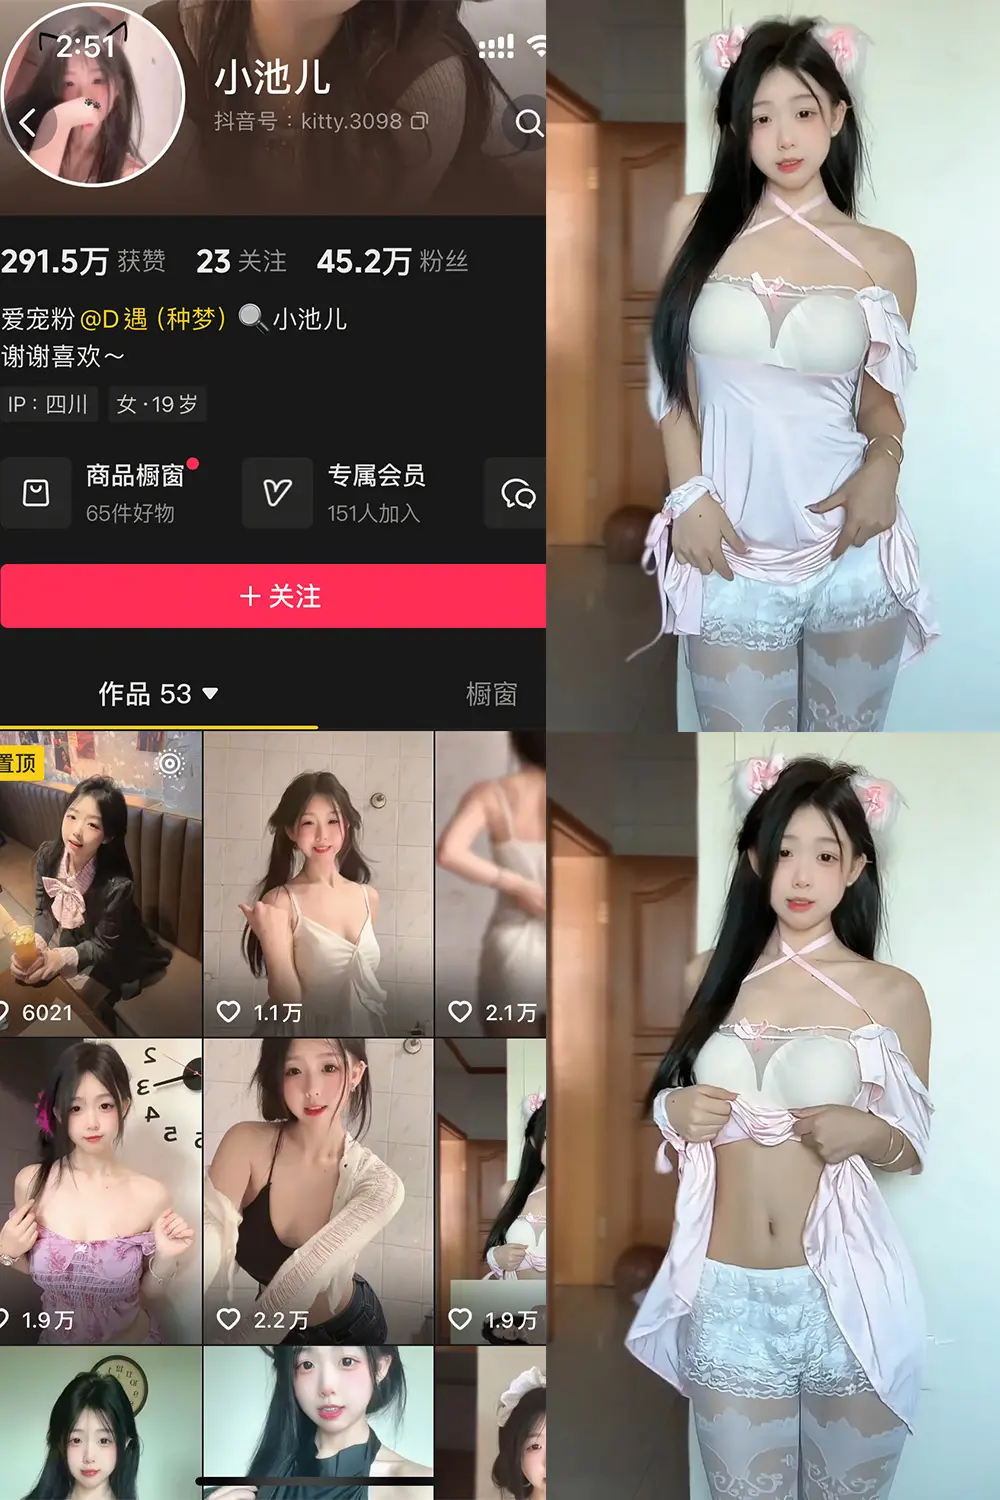 2:51
小池儿
抖音号：kitty.3098
291.5万 获赞 23 关注 45.2万 粉丝
爱宠粉 @D 遇（种梦） 小池儿
谢谢喜欢～
IP：四川 女·19岁
商品橱窗 专属会员
65件好物 151人加入
+ 关注
作品 53 橱窗
置顶
6021 1.1万 2.1万
2
3
4
5
1.9万 2.2万 1.9万